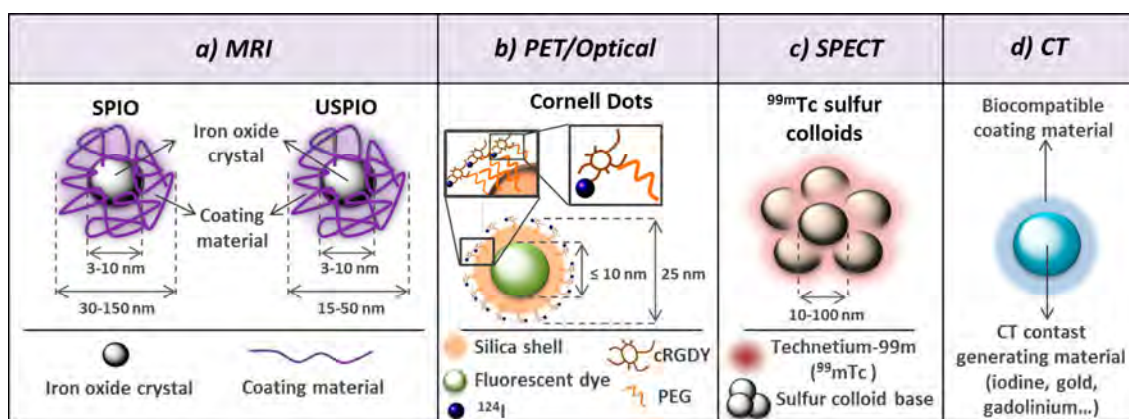 a) MRI
b) PET/Optical
c) SPECT
d) CT
SPIO
USPIO
Iron oxide
crystal
Coating
material
3-10 nm
3-10 nm
30-150 nm
15-50 nm
Iron oxide crystal
Coating material
Cornell Dots
≤ 10 nm
25 nm
Silica shell
cRGDY
Fluorescent dye
PEG
¹²⁴I
⁹⁹ᵐTc sulfur
colloids
10-100 nm
Technetium-99m
(⁹⁹mTc )
Sulfur colloid base
Biocompatible
coating material
CT contast
generating material
(iodine, gold,
gadolinium...)